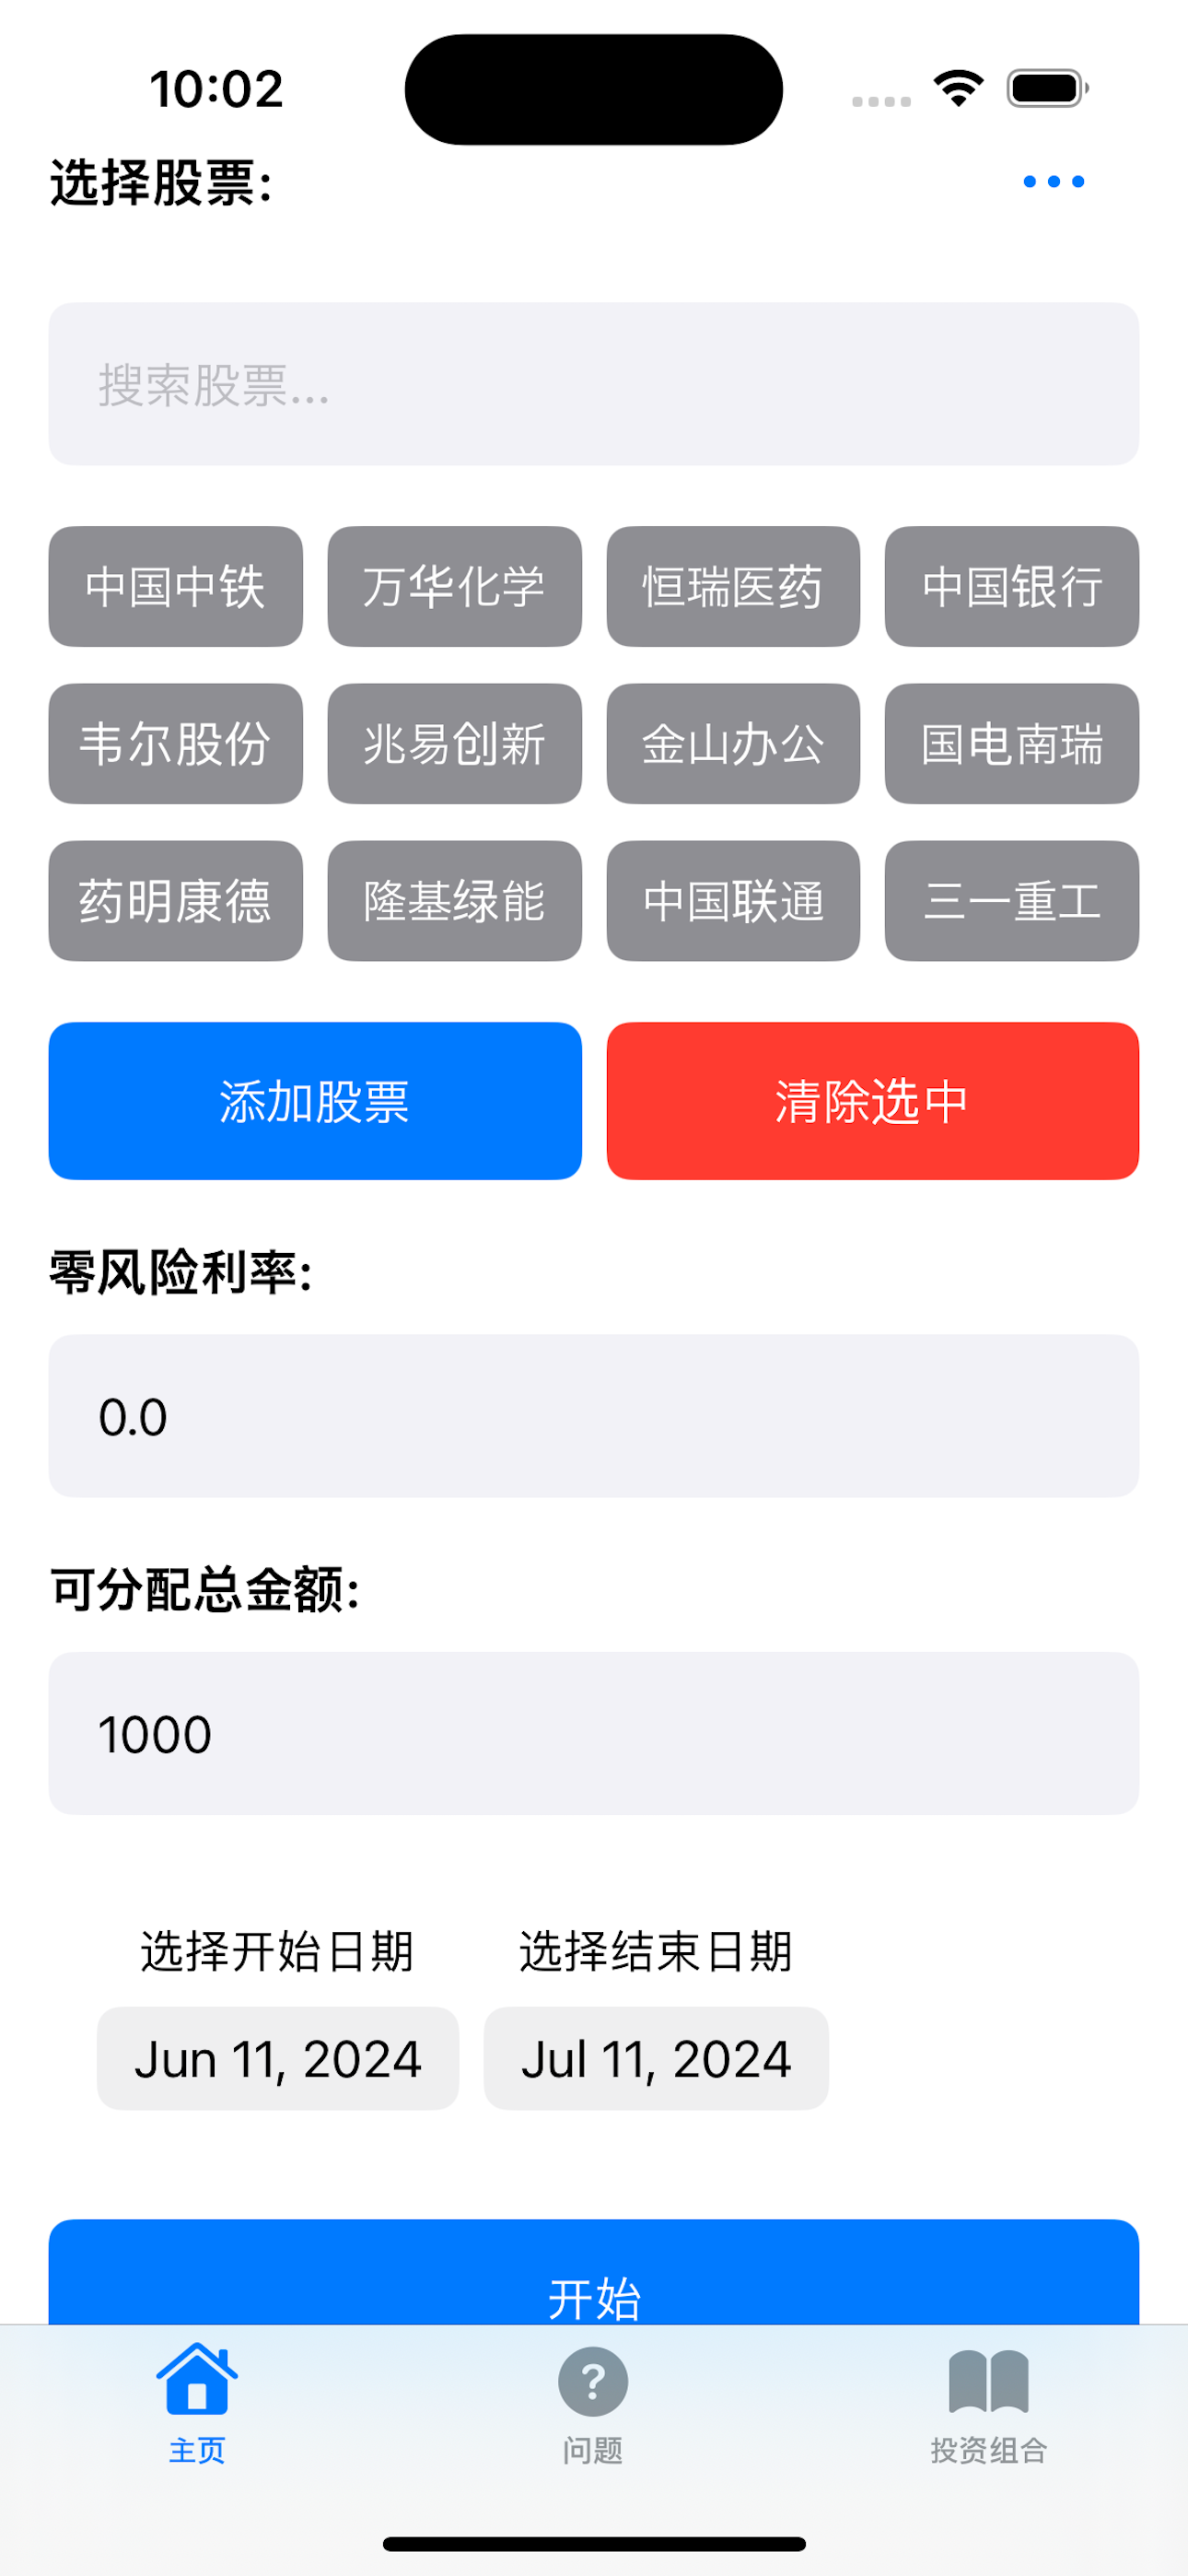 10:02
选择股票:
搜索股票...
中国中铁 万华化学 恒瑞医药 中国银行
韦尔股份 兆易创新 金山办公 国电南瑞
药明康德 隆基绿能 中国联通 三一重工
添加股票 清除选中
零风险利率:
0.0
可分配总金额:
1000
选择开始日期 选择结束日期
Jun 11, 2024 Jul 11, 2024
开始
主页 问题 投资组合